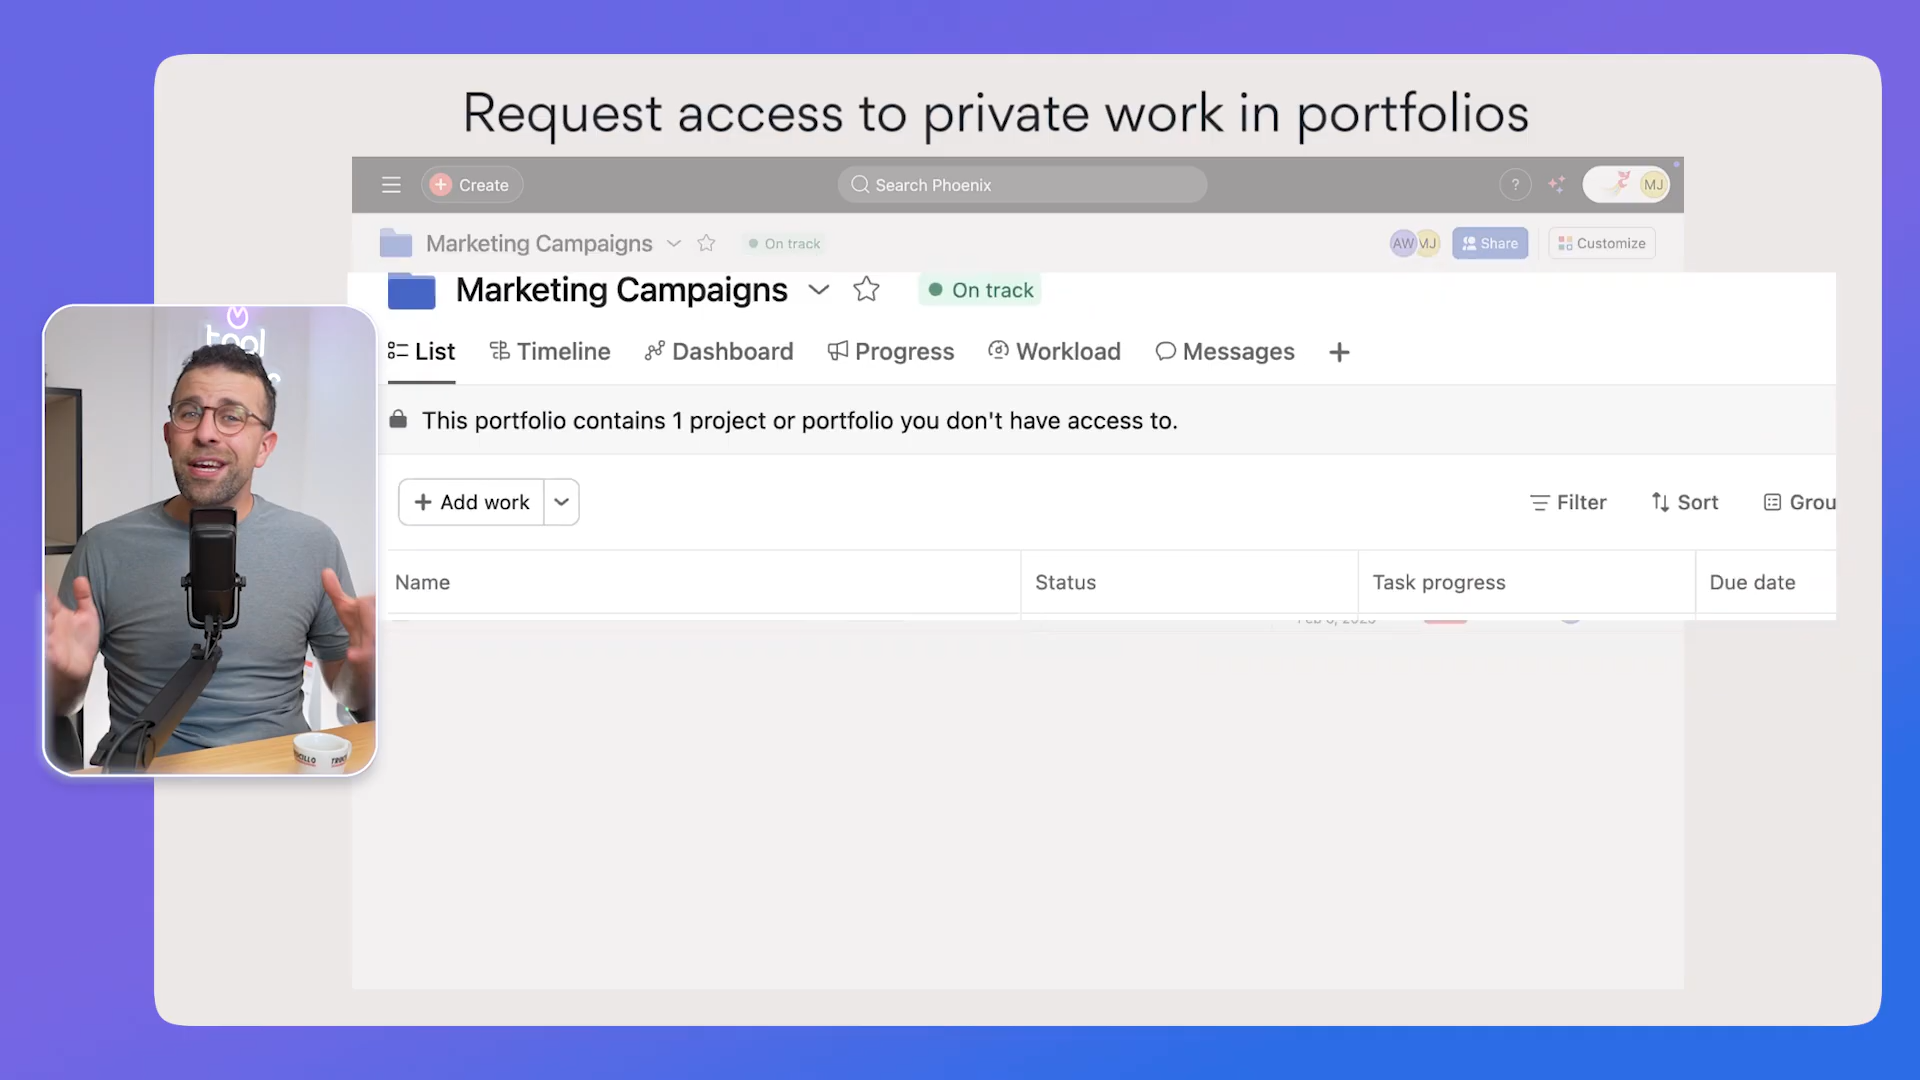 Request access to private work in portfolios
Create
Search Phoenix
?
MJ
Marketing Campaigns
On track
AW
MJ
Share
Customize
Marketing Campaigns
On track
List
Timeline
Dashboard
Progress
Workload
Messages
This portfolio contains 1 project or portfolio you don't have access to.
Add work
Filter
Sort
Grou
Name
Status
Task progress
Due date